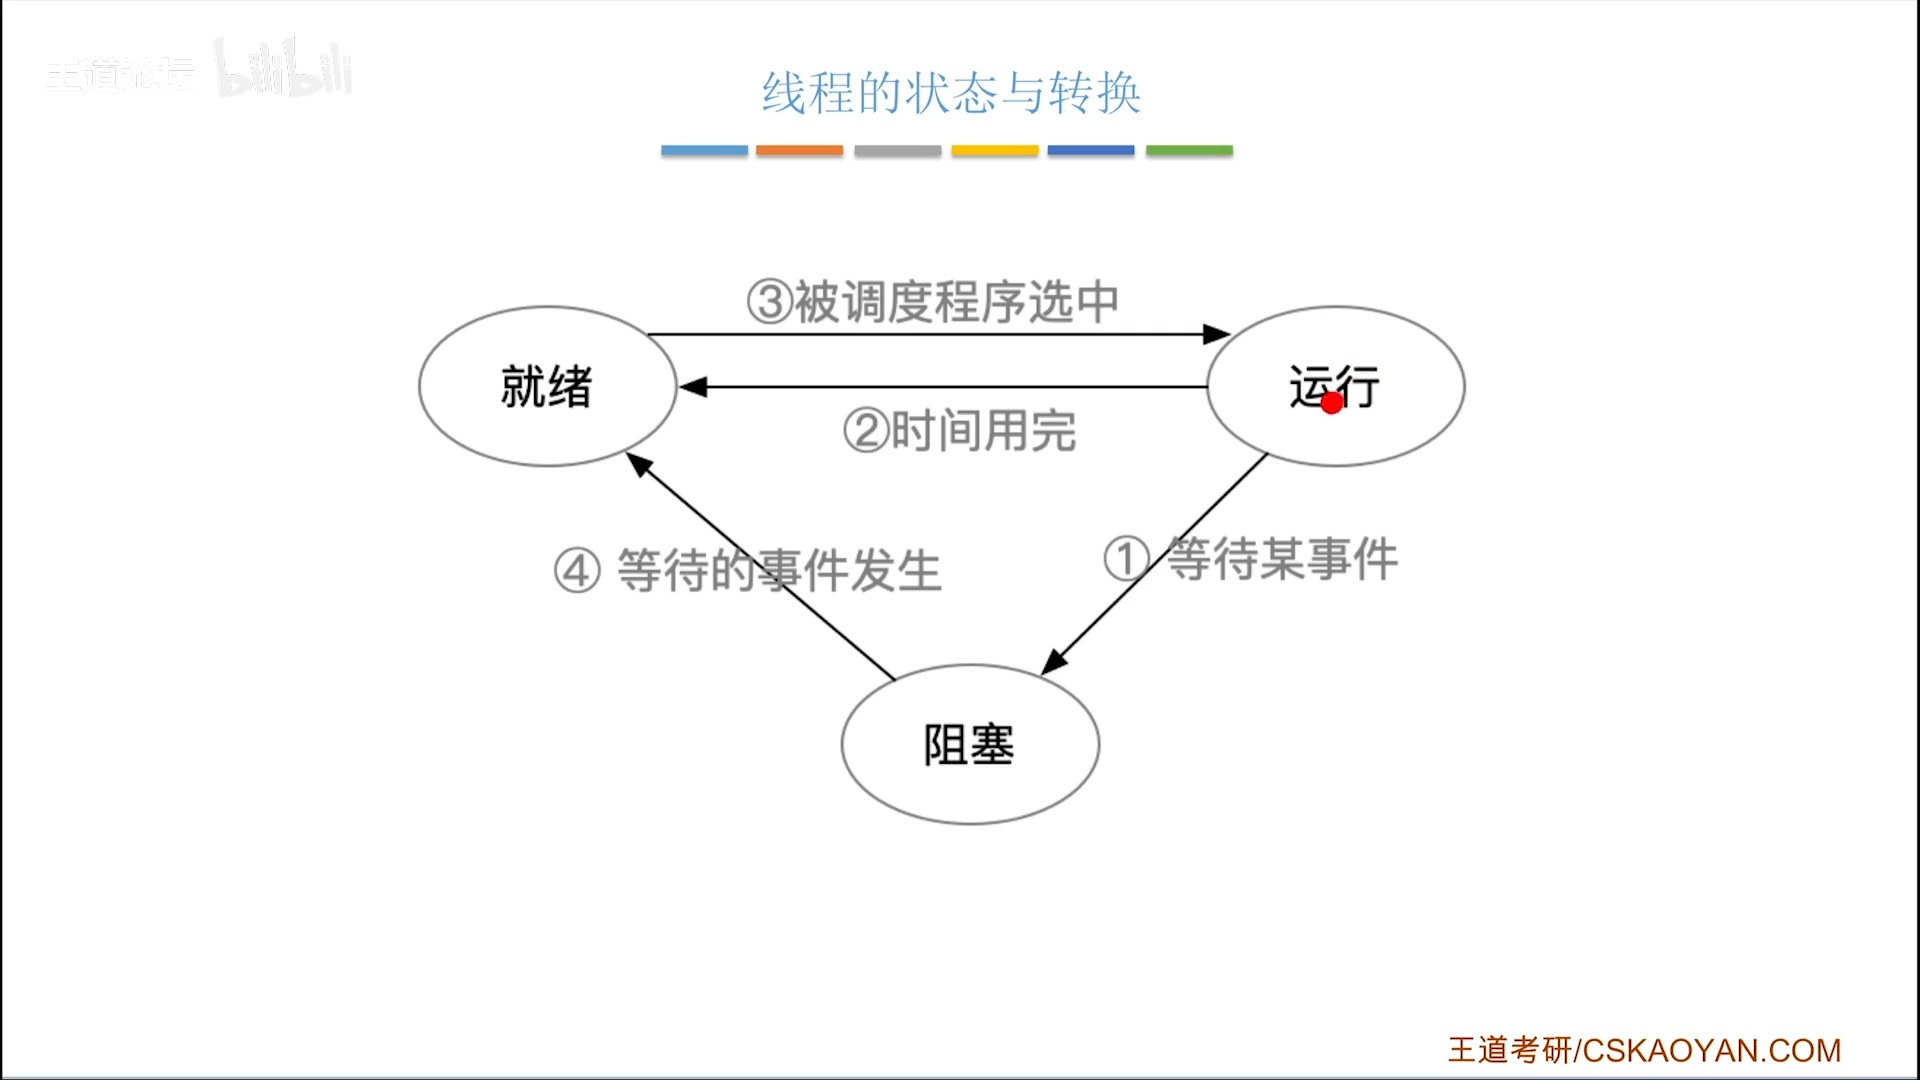 王道论坛 bilibili
线程的状态与转换
③被调度程序选中
就绪
运行
②时间用完
④ 等待的事件发生
① 等待某事件
阻塞
王道考研/CSKAOYAN.COM